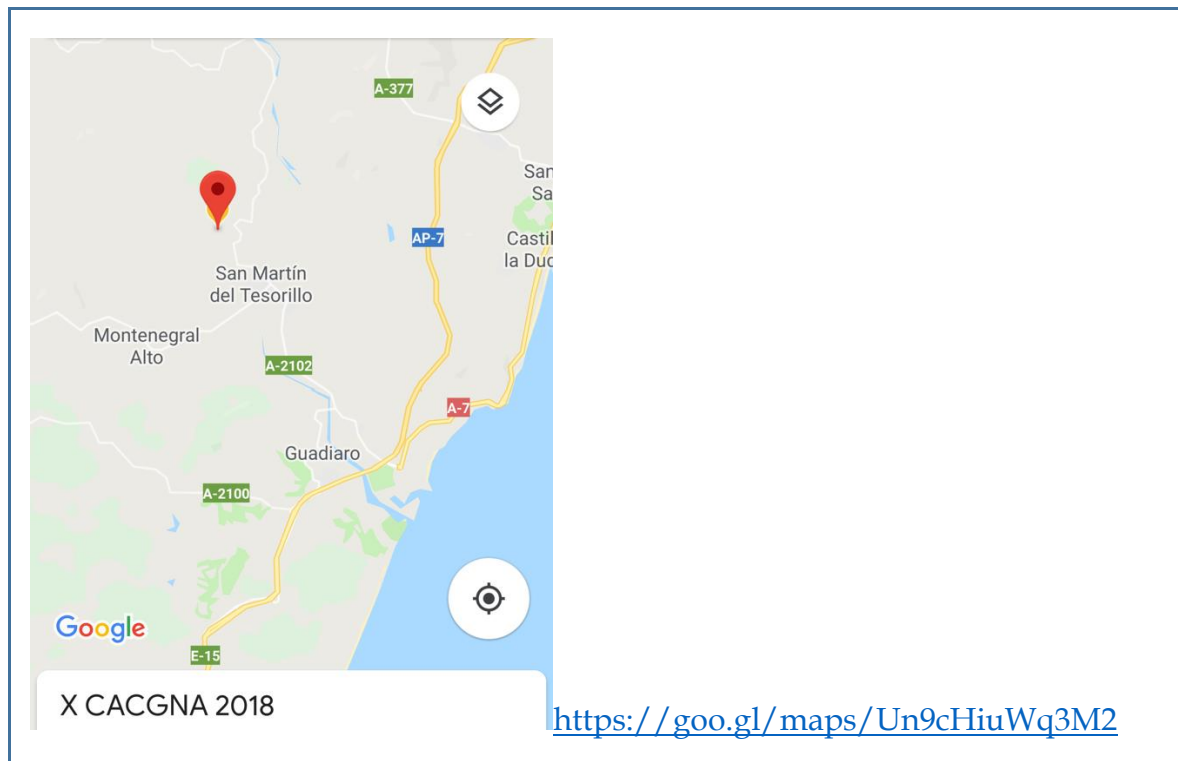 A-377
San
Sa
AP-7
Castil
la Duq
San Martín
del Tesorillo
Montenegral
Alto
A-2102
A-7
Guadiaro
A-2100
Google
E-15
X CACGNA 2018
https://goo.gl/maps/Un9cHiuWq3M2